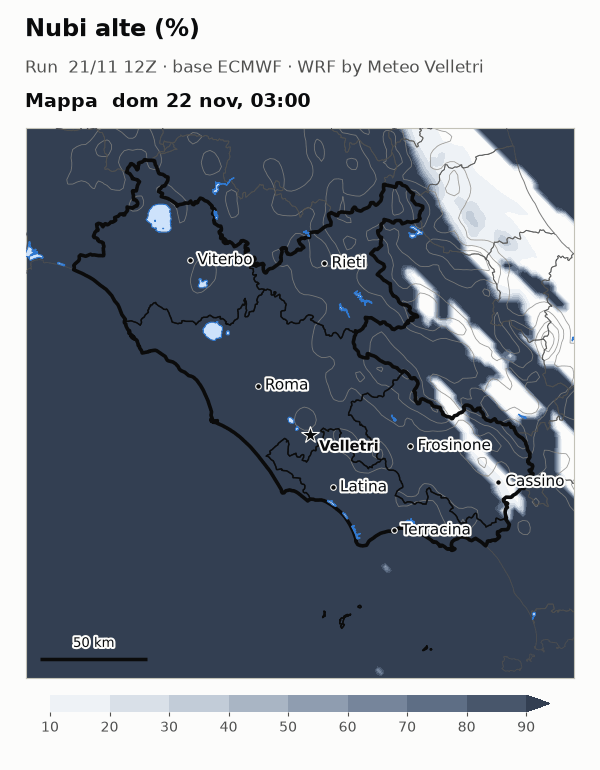 Nubi alte (%)
Run 21/11 12Z · base ECMWF · WRF by Meteo Velletri
Mappa dom 22 nov, 03:00
Viterbo
Rieti
Roma
Velletri
Frosinone
Cassino
Latina
Terracina
50 km
10 20 30 40 50 60 70 80 90